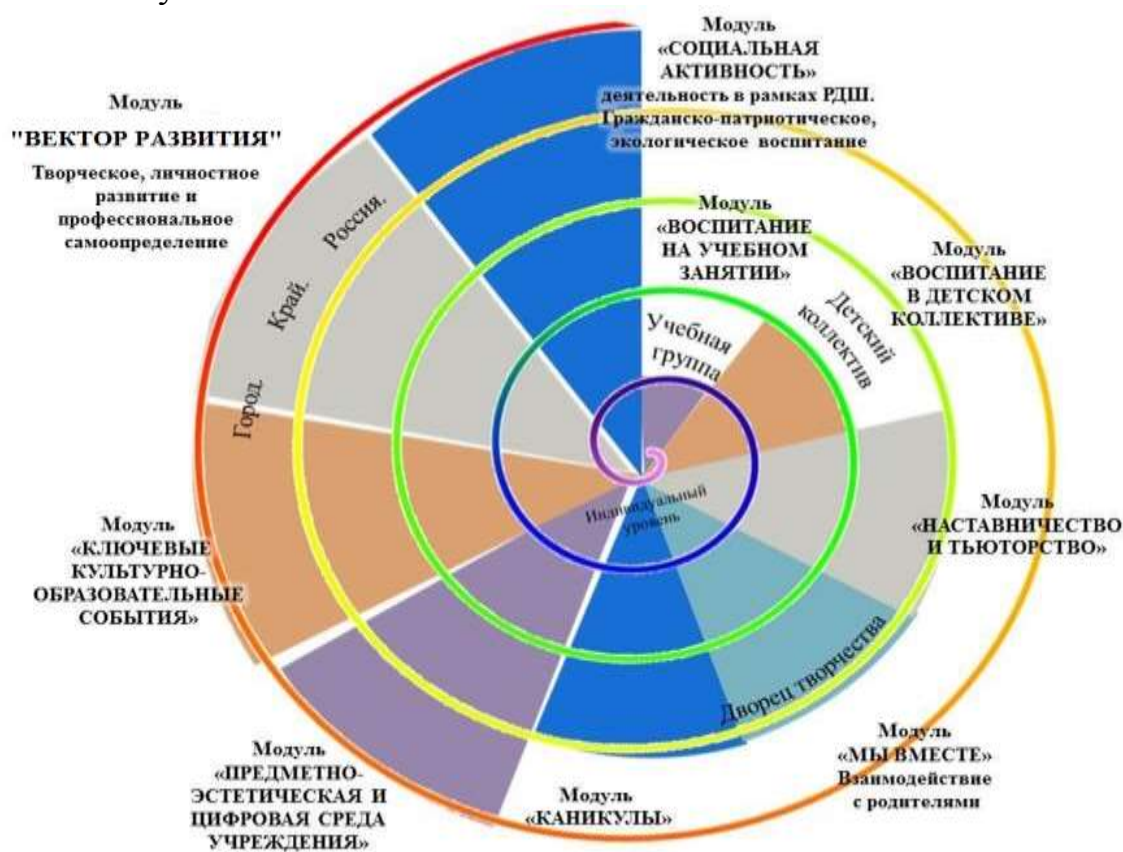 Модуль
«СОЦИАЛЬНАЯ
АКТИВНОСТЬ»
деятельность в рамках РДШ.
Гражданско-патриотическое,
экологическое воспитание
Модуль
"ВЕКТОР РАЗВИТИЯ"
Творческое, личностное
развитие и
профессиональное
самоопределение
Модуль
«ВОСПИТАНИЕ
НА УЧЕБНОМ
ЗАНЯТИИ»
Модуль
«ВОСПИТАНИЕ
В ДЕТСКОМ
КОЛЛЕКТИВЕ»
Россия.
Край.
Город.
Учебная
группа
Детский
коллектив
Индивидуальный
уровень
Дворец творчества
Модуль
«НАСТАВНИЧЕСТВО
И ТЬЮТОРСТВО»
Модуль
«КЛЮЧЕВЫЕ
КУЛЬТУРНО-
ОБРАЗОВАТЕЛЬНЫЕ
СОБЫТИЯ»
Модуль
«МЫ ВМЕСТЕ»
Взаимодействие
с родителями
Модуль
«ПРЕДМЕТНО-
ЭСТЕТИЧЕСКАЯ И
ЦИФРОВАЯ СРЕДА
УЧРЕЖДЕНИЯ»
Модуль
«КАНИКУЛЫ»